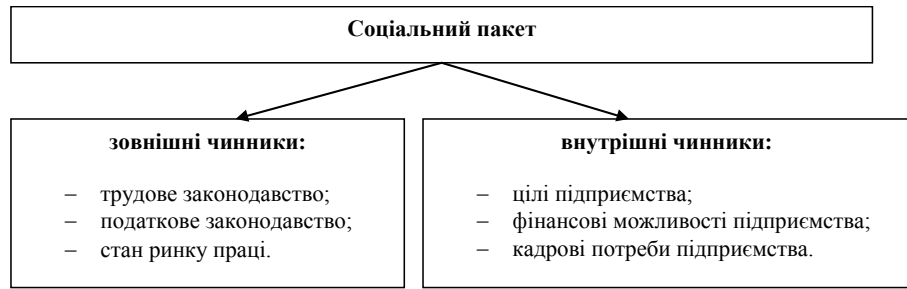 Соціальний пакет
зовнішні чинники:
– трудове законодавство;
– податкове законодавство;
– стан ринку праці.
внутрішні чинники:
– цілі підприємства;
– фінансові можливості підприємства;
– кадрові потреби підприємства.